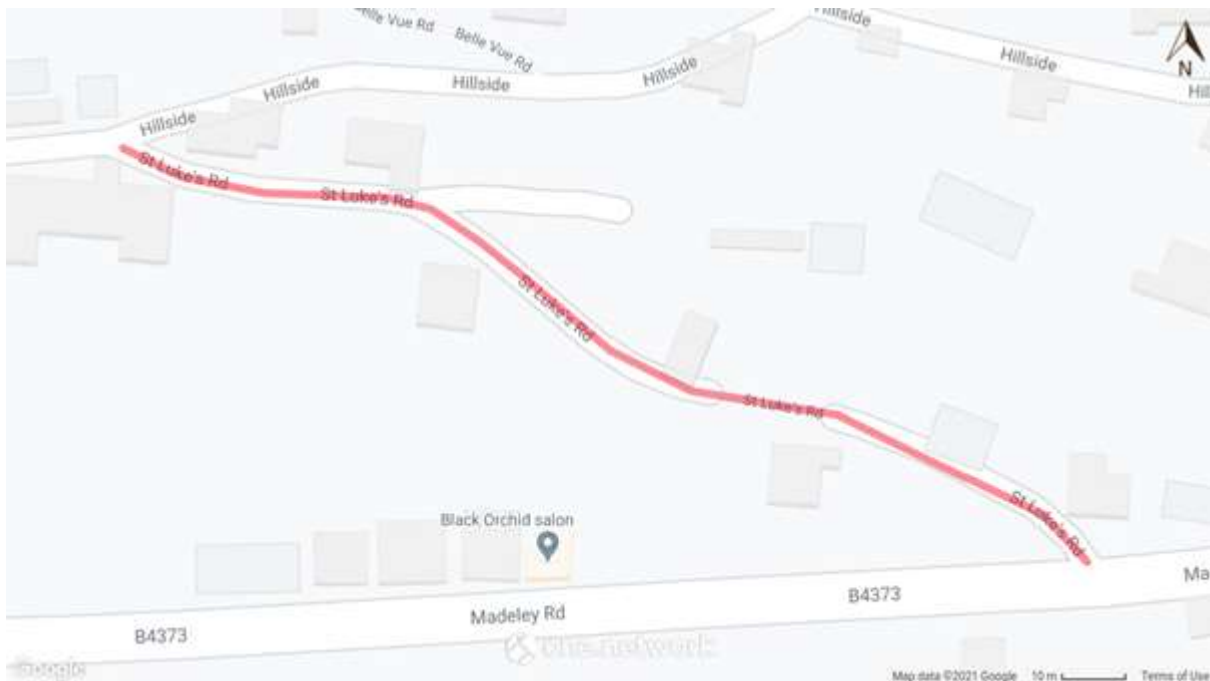 Belle Vue Rd
Belle Vue Rd
Hillside
N
Hillside
Hillside
Hillside
Hillside
Hil
Hillside
St Luke's Rd
St Luke's Rd
St Luke's Rd
St Luke's Rd
St Luke's Rd
Black Orchid salon
Ma
B4373
Madeley Rd
B4373
one.network
Google
Map data ©2021 Google
10 m
Terms of Use